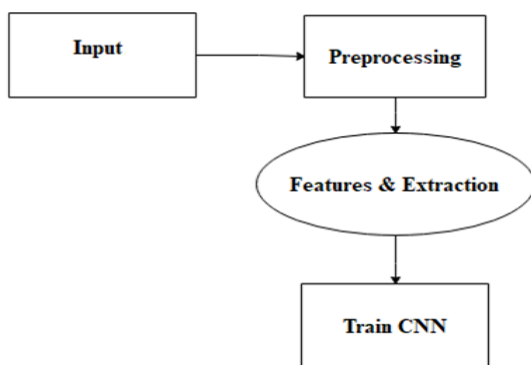 Input
Preprocessing
Features & Extraction
Train CNN